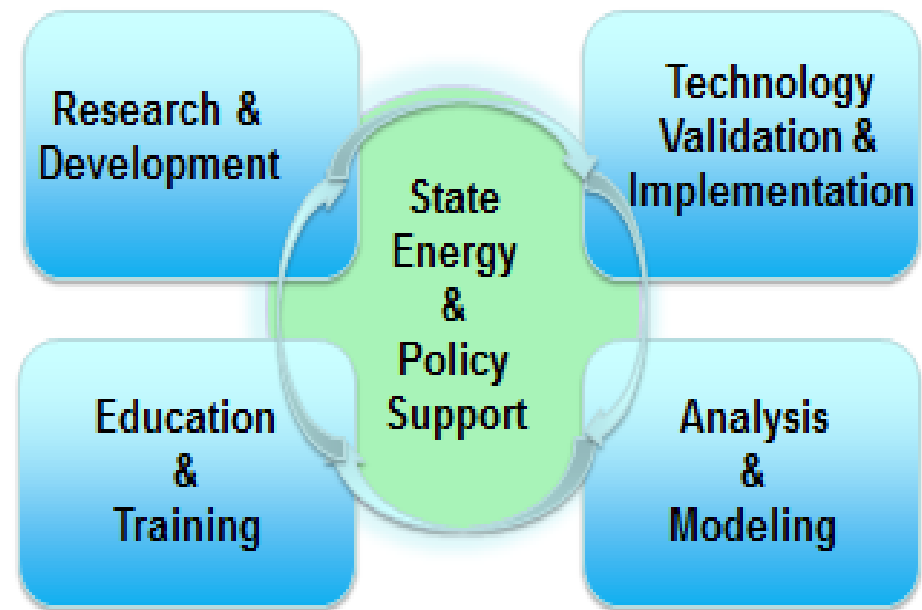 Research &
Development
Technology
Validation &
Implementation
State
Energy
&
Policy
Support
Education
&
Training
Analysis
&
Modeling